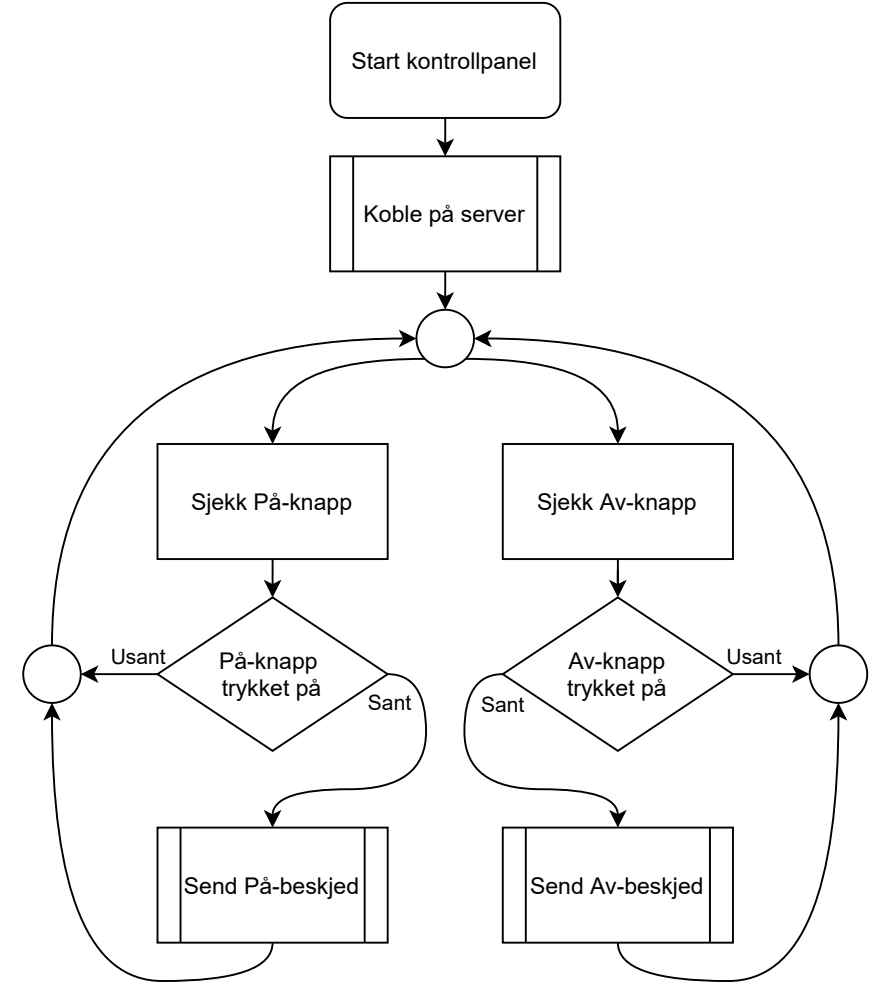 Start kontrollpanel
Koble på server
Sjekk På-knapp
Sjekk Av-knapp
Usant
På-knapp
trykket på
Sant
Av-knapp
trykket på
Usant
Sant
Send På-beskjed
Send Av-beskjed